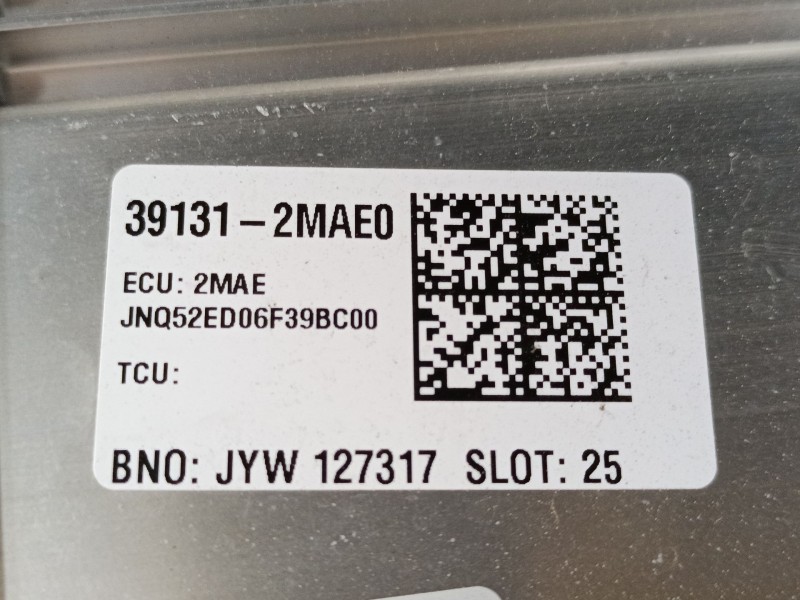 39131-2MAE0
ECU: 2MAE
JNQ52ED06F39BC00
TCU:
BNO: JYW 127317 SLOT: 25